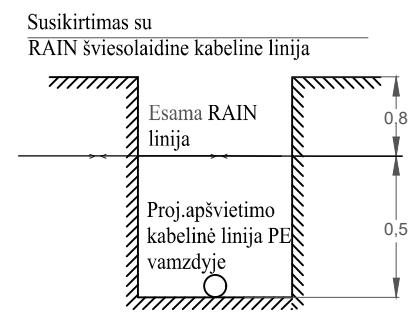 Susikirtimas su
RAIN šviesolaidine kabeline linija
Esama RAIN
linija
0,8
Proj.apšvietimo
kabelinė linija PE
vamzdyje
0,5